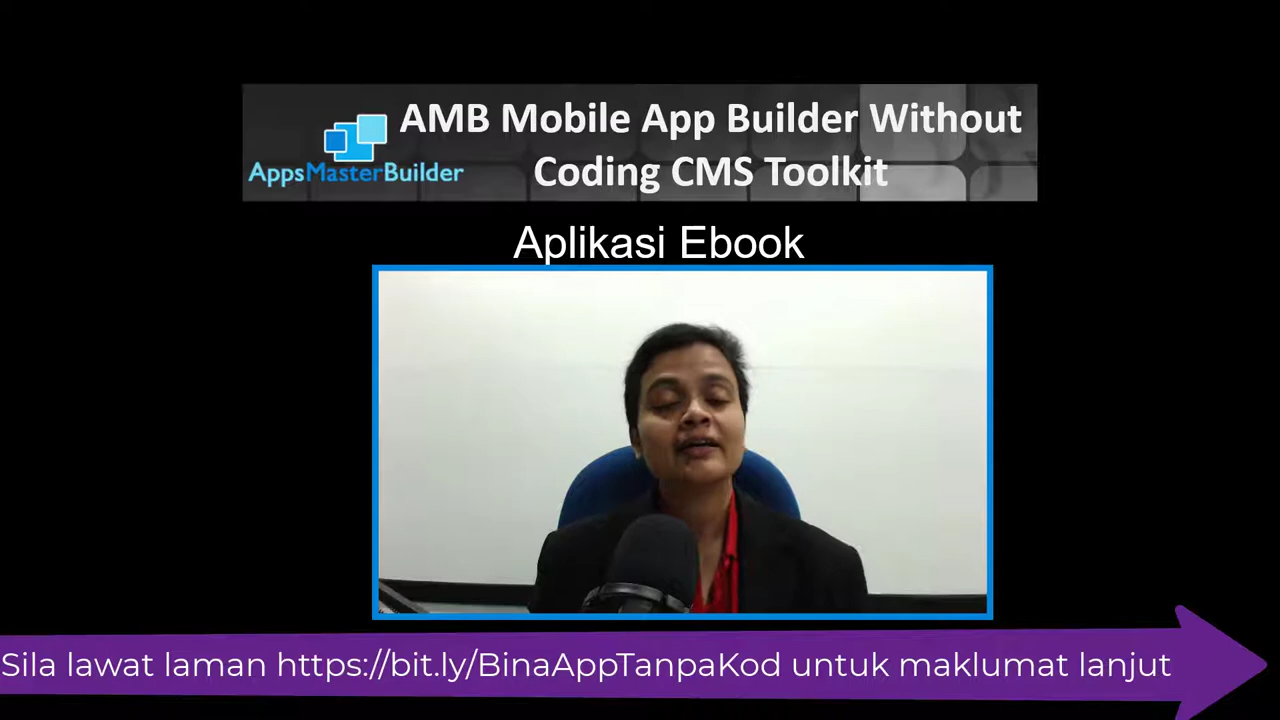 AMB Mobile App Builder Without
Coding CMS Toolkit
AppsMasterBuilder
Aplikasi Ebook
Sila lawat laman https://bit.ly/BinaAppTanpaKod untuk maklumat lanjut